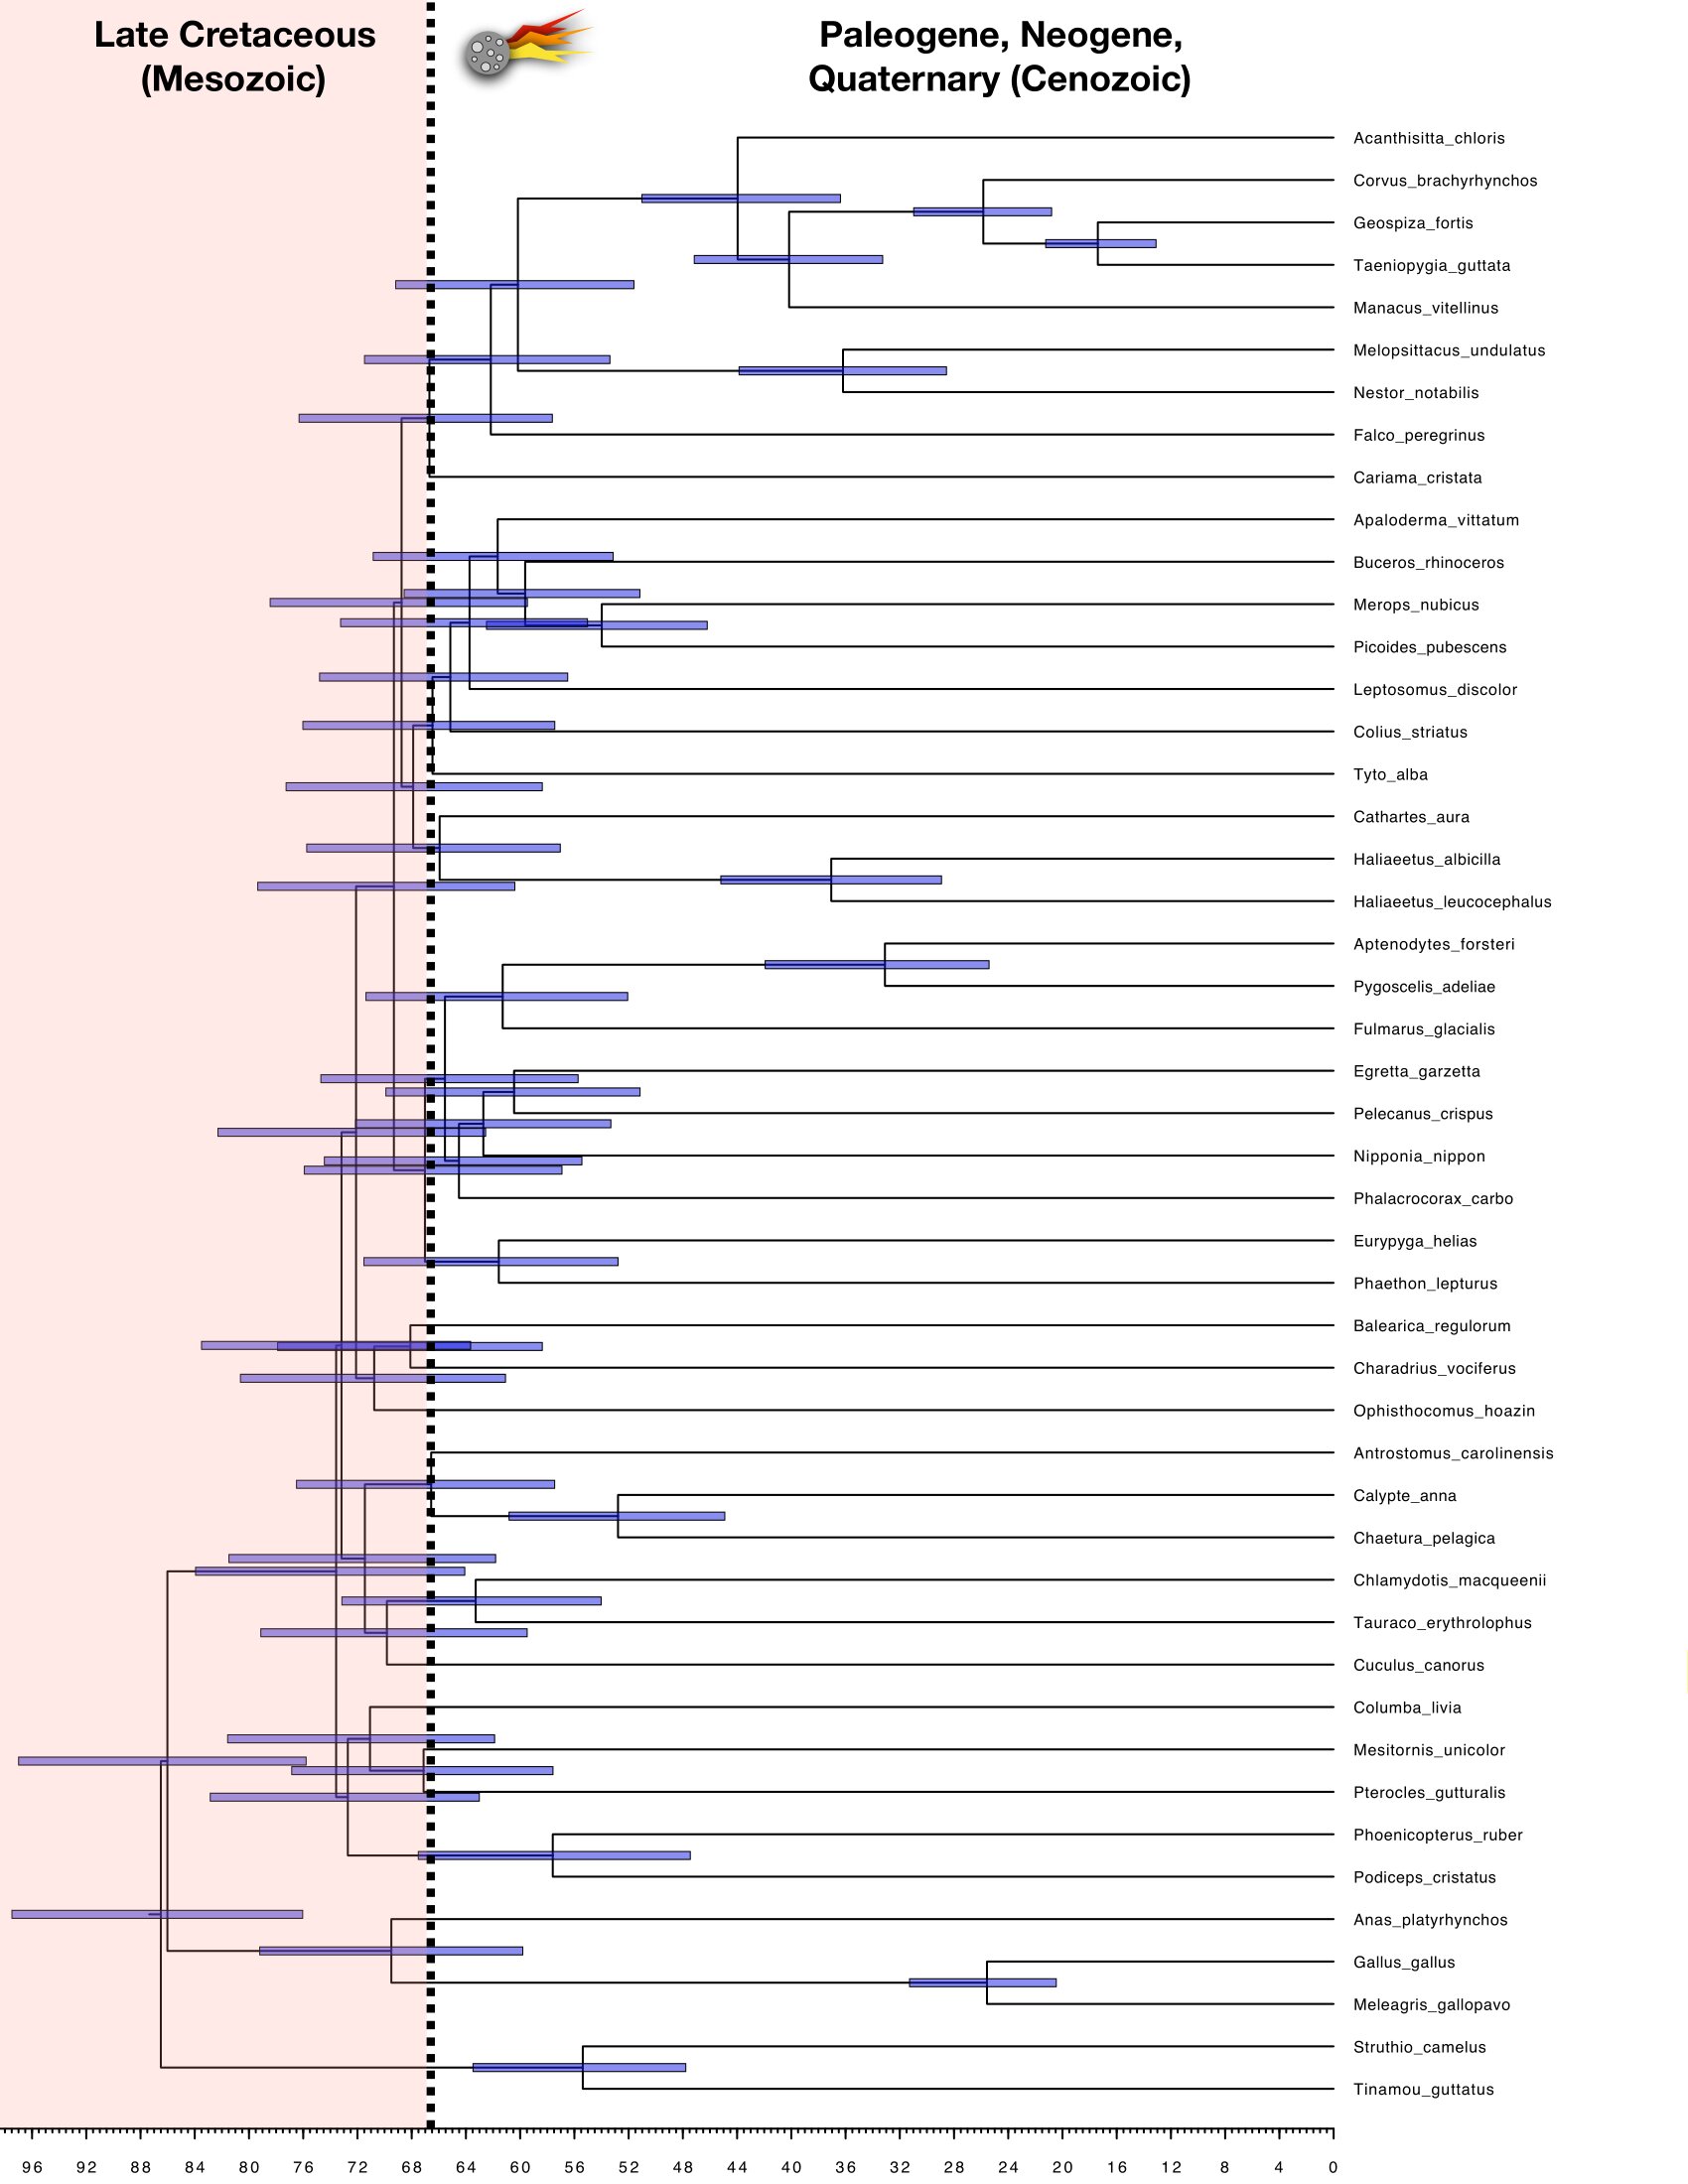 Late Cretaceous
(Mesozoic)
Paleogene, Neogene,
Quaternary (Cenozoic)
Acanthisitta_chloris
Corvus_brachyrhynchos
Geospiza_fortis
Taeniopygia_guttata
Manacus_vitellinus
Melopsittacus_undulatus
Nestor_notabilis
Falco_peregrinus
Cariama_cristata
Apaloderma_vittatum
Buceros_rhinoceros
Merops_nubicus
Picoides_pubescens
Leptosomus_discolor
Colius_striatus
Tyto_alba
Cathartes_aura
Haliaeetus_albicilla
Haliaeetus_leucocephalus
Aptenodytes_forsteri
Pygoscelis_adeliae
Fulmarus_glacialis
Egretta_garzetta
Pelecanus_crispus
Nipponia_nippon
Phalacrocorax_carbo
Eurypyga_helias
Phaethon_lepturus
Balearica_regulorum
Charadrius_vociferus
Ophisthocomus_hoazin
Antrostomus_carolinensis
Calypte_anna
Chaetura_pelagica
Chlamydotis_macqueenii
Tauraco_erythrolophus
Cuculus_canorus
Columba_livia
Mesitornis_unicolor
Pterocles_gutturalis
Phoenicopterus_ruber
Podiceps_cristatus
Anas_platyrhynchos
Gallus_gallus
Meleagris_gallopavo
Struthio_camelus
Tinamou_guttatus
96 92 88 84 80 76 72 68 64 60 56 52 48 44 40 36 32 28 24 20 16 12 8 4 0